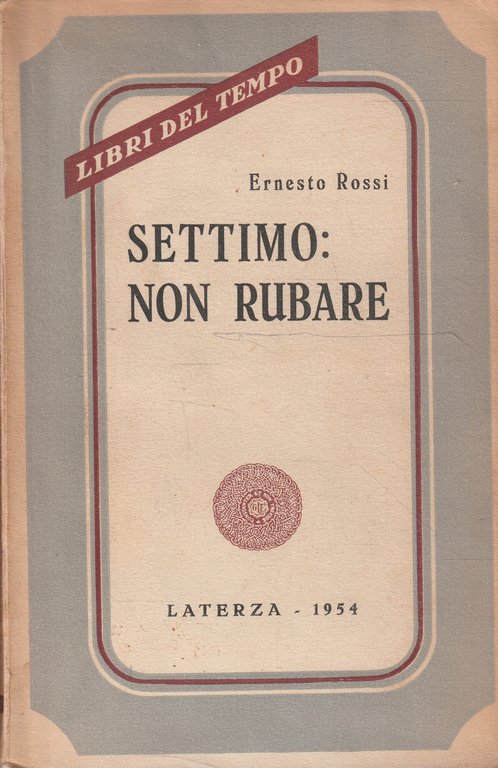 LIBRI DEL TEMPO
Ernesto Rossi
SETTIMO:
NON RUBARE
LATERZA - 1954